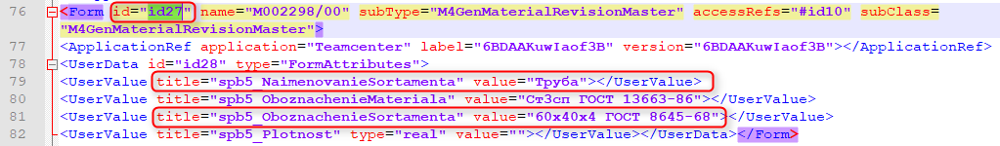 76 <Form id="id27" name="M002298/00" subType="M4GenMaterialRevisionMaster" accessRefs="#id10" subClass=
"M4GenMaterialRevisionMaster">
77 <ApplicationRef application="Teamcenter" label="6BDAAKuwIaof3B" version="6BDAAKuwIaof3B"></ApplicationRef>
78 <UserData id="id28" type="FormAttributes">
79 <UserValue title="spb5_NaimenovanieSortamenta" value="Труба"></UserValue>
80 <UserValue title="spb5_OboznachenieMateriala" value="Ст3сп ГОСТ 13663-86"></UserValue>
81 <UserValue title="spb5_OboznachenieSortamenta" value="60х40х4 ГОСТ 8645-68"></UserValue>
82 <UserValue title="spb5_Plotnost" type="real" value=""></UserValue></UserData></Form>